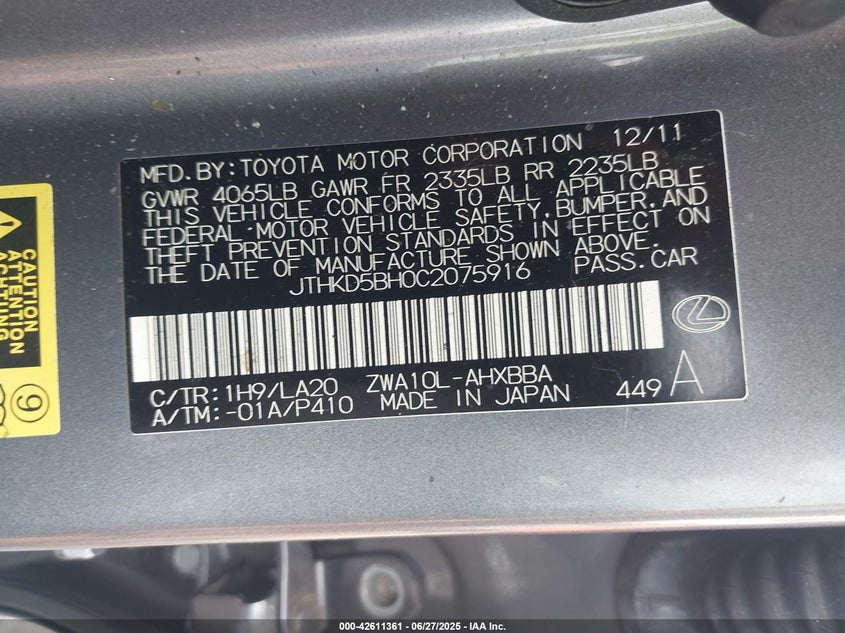 MFD.BY:TOYOTA MOTOR CORPORATION 12/11
GVWR 4065LB GAWR FR 2335LB RR 2235LB
THIS VEHICLE CONFORMS TO ALL APPLICABLE
FEDERAL MOTOR VEHICLE SAFETY,BUMPER,AND
THEFT PREVENTION STANDARDS IN EFFECT ON
THE DATE OF MANUFACTURE SHOWN ABOVE.
JTHKD5BH0C2075916 PASS.CAR
C/TR:1H9/LA20 ZWA10L-AHXBBA
A/TM:-01A/P410 MADE IN JAPAN 449 A
CAUTION
ATTENTION
ACHTUNG
9
000-42611361 - 06/27/2025 - IAA Inc.